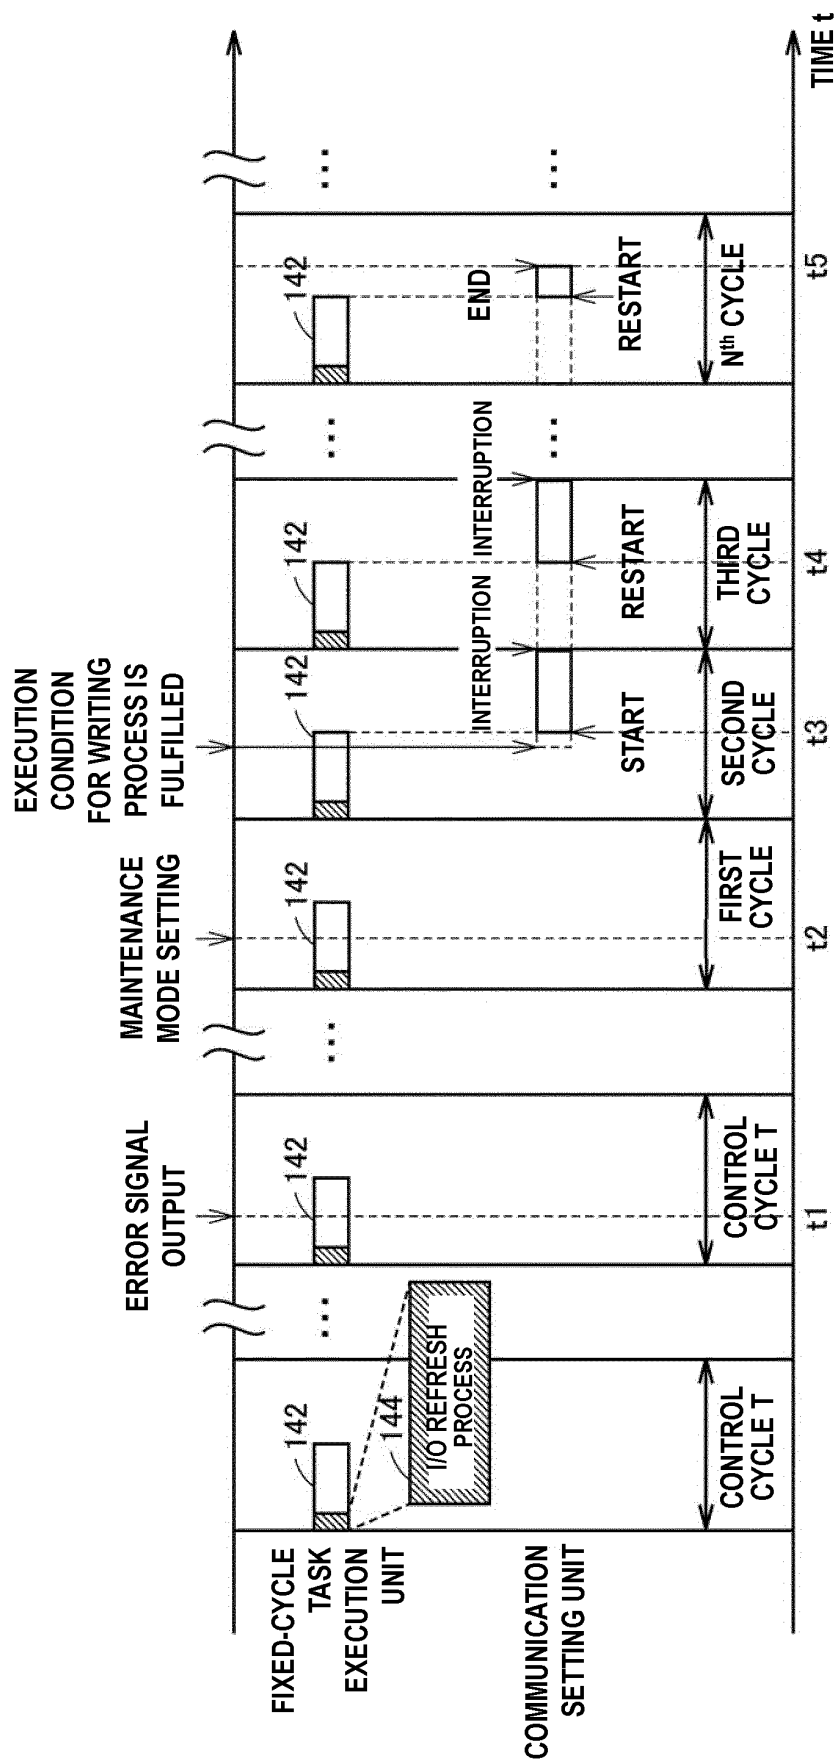 ERROR SIGNAL
OUTPUT
MAINTENANCE
MODE SETTING
EXECUTION
CONDITION
FOR WRITING
PROCESS IS
FULFILLED
FIXED-CYCLE
TASK
EXECUTION
UNIT
142
142
142
142
142
142
...
...
...
...
144
I/O REFRESH
PROCESS
COMMUNICATION
SETTING UNIT
INTERRUPTION
INTERRUPTION
END
...
...
START
RESTART
RESTART
CONTROL
CYCLE T
CONTROL
CYCLE T
FIRST
CYCLE
SECOND
CYCLE
THIRD
CYCLE
Nth CYCLE
t1
t2
t3
t4
t5
TIME t